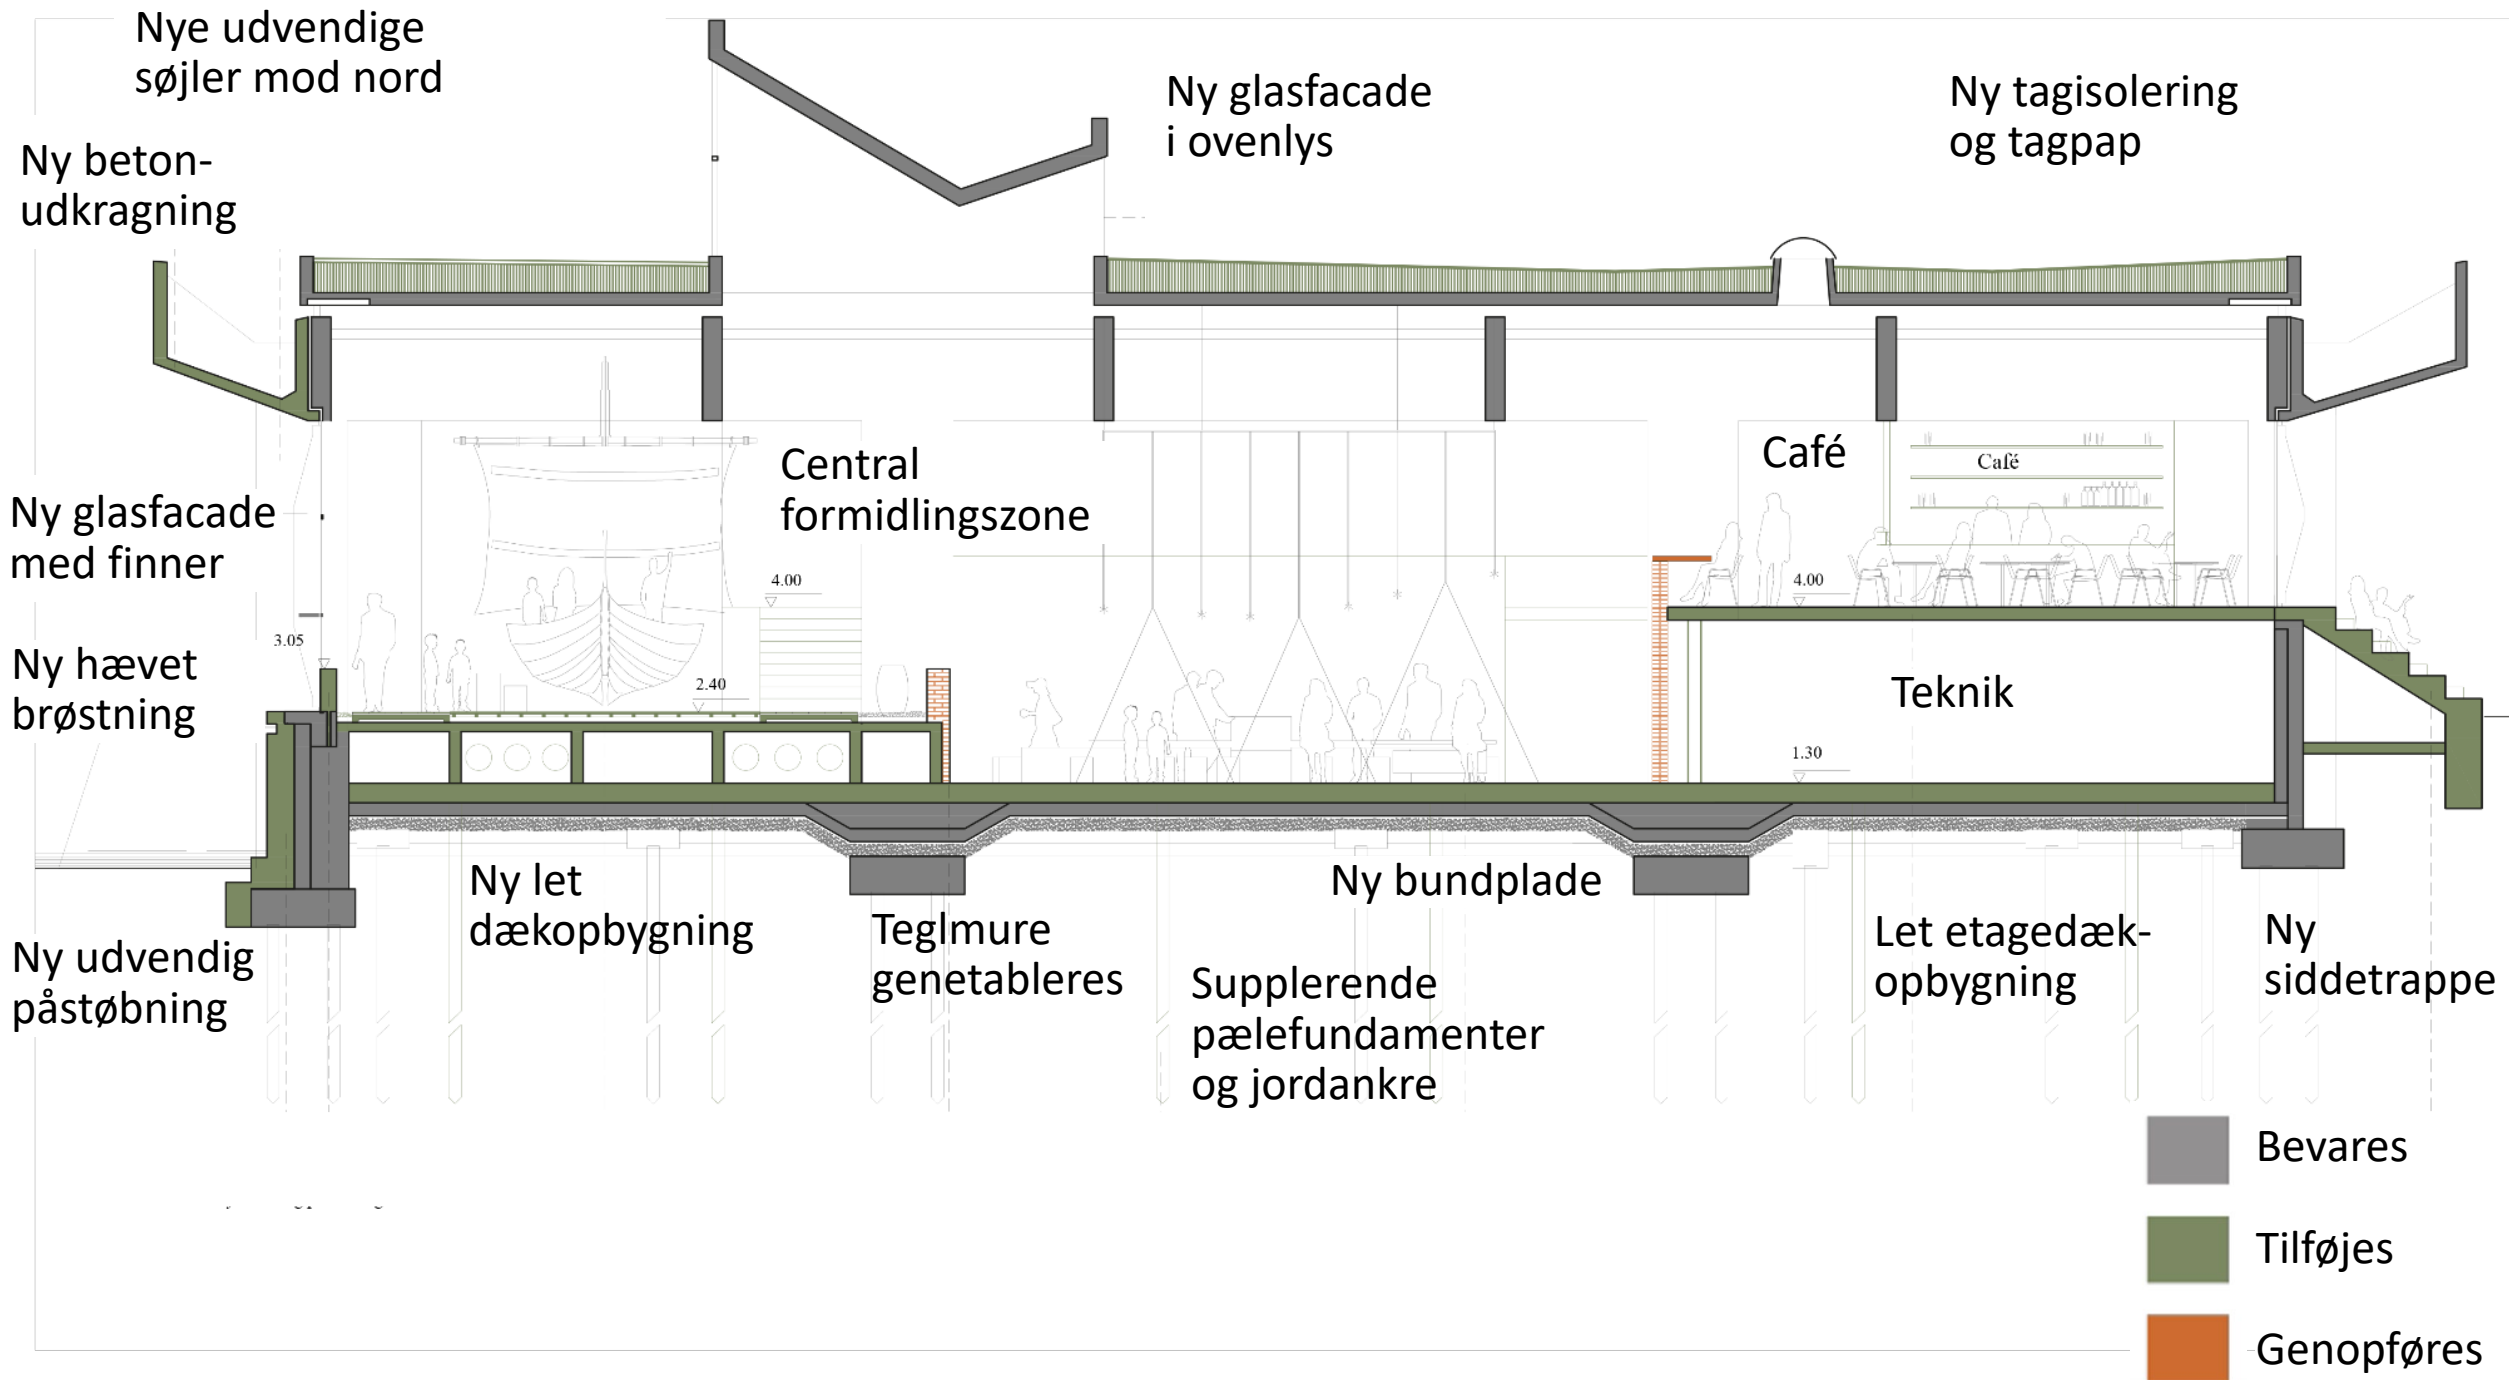 Nye udvendige
søjler mod nord
Ny glasfacade
i ovenlys
Ny tagisolering
og tagpap
Ny beton-
udkragning
Central
formidlingszone
Café
Café
Ny glasfacade
med finner
4.00
4.00
3.05
Ny hævet
brøstning
2.40
Teknik
1.30
Ny let
dækopbygning
Ny bundplade
Teglmure
genetableres
Let etagedæk-
opbygning
Ny
siddetrappe
Ny udvendig
påstøbning
Supplerende
pælefundamenter
og jordankre
Bevares
Tilføjes
Genopføres